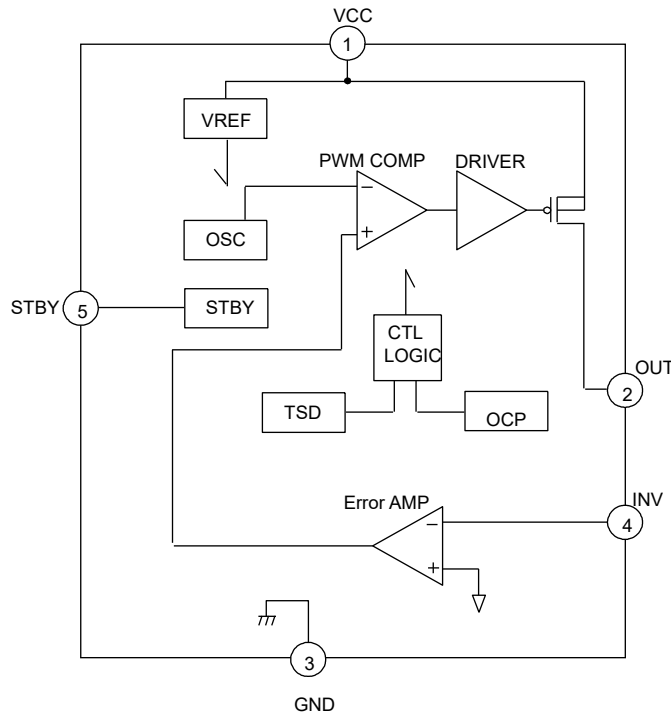 VCC
1
VREF
PWM COMP
DRIVER
−
OSC
+
STBY
5
STBY
CTL
LOGIC
OUT
2
TSD
OCP
Error AMP
INV
−
4
+
3
GND